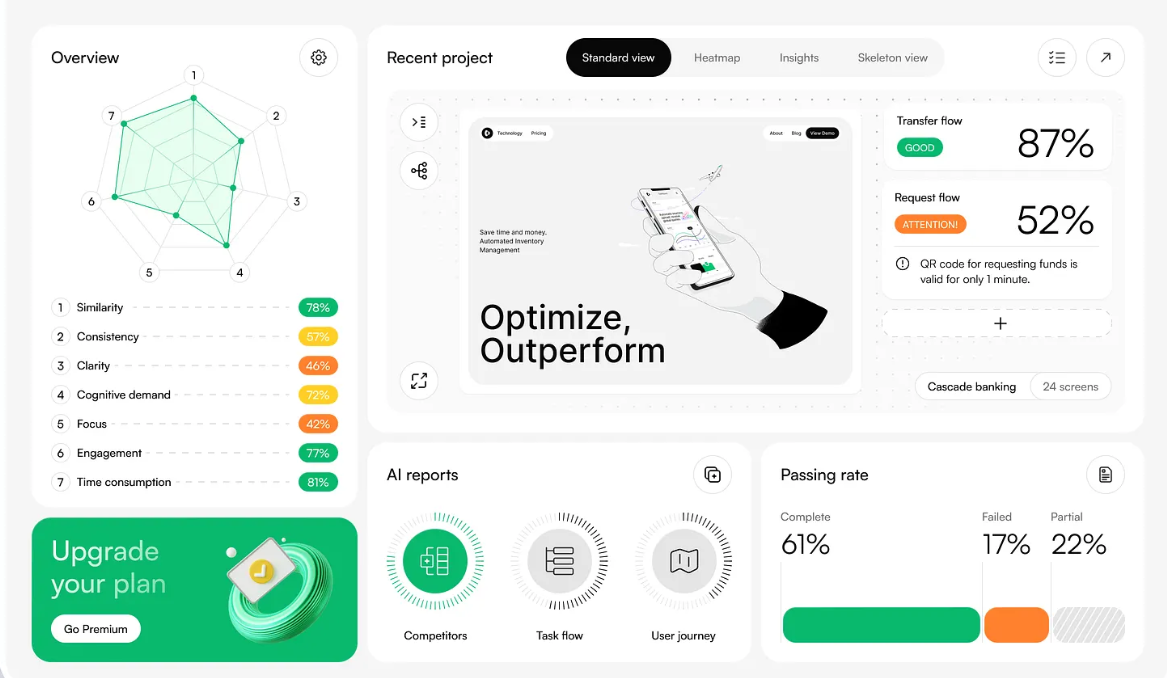 Overview
1
2
3
4
5
6
7
1 Similarity 78%
2 Consistency 57%
3 Clarity 46%
4 Cognitive demand 72%
5 Focus 42%
6 Engagement 77%
7 Time consumption 81%
Upgrade
your plan
Go Premium
Recent project
Standard view
Heatmap
Insights
Skeleton view
Technology Pricing
About Blog View Demo
Save time and money,
Automated Inventory
Management
Optimize,
Outperform
Transfer flow
GOOD
87%
Request flow
ATTENTION!
52%
QR code for requesting funds is
valid for only 1 minute.
+
Cascade banking 24 screens
AI reports
Competitors
Task flow
User journey
Passing rate
Complete
61%
Failed
17%
Partial
22%